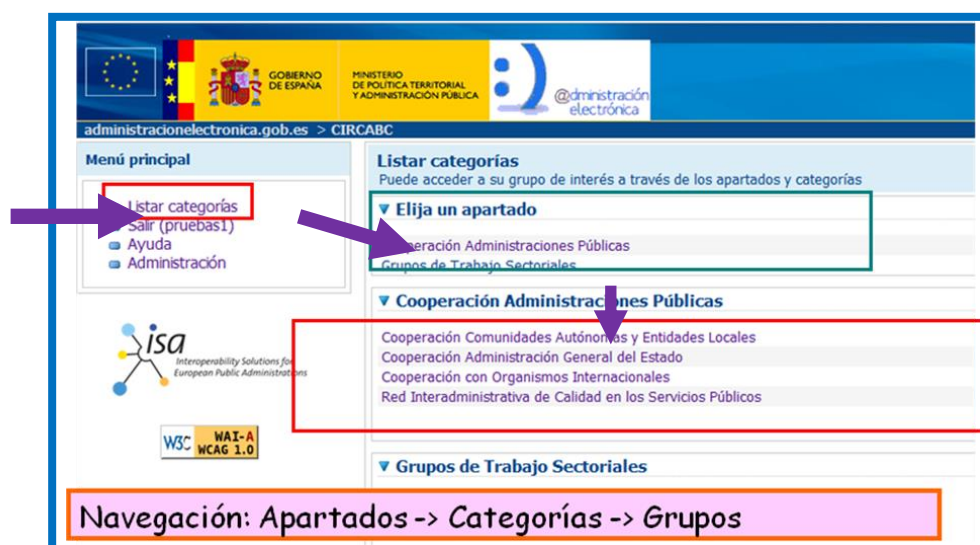 GOBIERNO
DE ESPAÑA
MINISTERIO
DE POLÍTICA TERRITORIAL
Y ADMINISTRACIÓN PÚBLICA
@dministración
electrónica
administracionelectronica.gob.es > CIRCABC
Menú principal
Listar categorías
Salir (pruebas1)
Ayuda
Administración
isa
Interoperability Solutions for
European Public Administrations
W3C WAI-A
WCAG 1.0
Listar categorías
Puede acceder a su grupo de interés a través de los apartados y categorías
Elija un apartado
Cooperación Administraciones Públicas
Grupos de Trabajo Sectoriales
Cooperación Administraciones Públicas
Cooperación Comunidades Autónomas y Entidades Locales
Cooperación Administración General del Estado
Cooperación con Organismos Internacionales
Red Interadministrativa de Calidad en los Servicios Públicos
Grupos de Trabajo Sectoriales
Navegación: Apartados -> Categorías -> Grupos